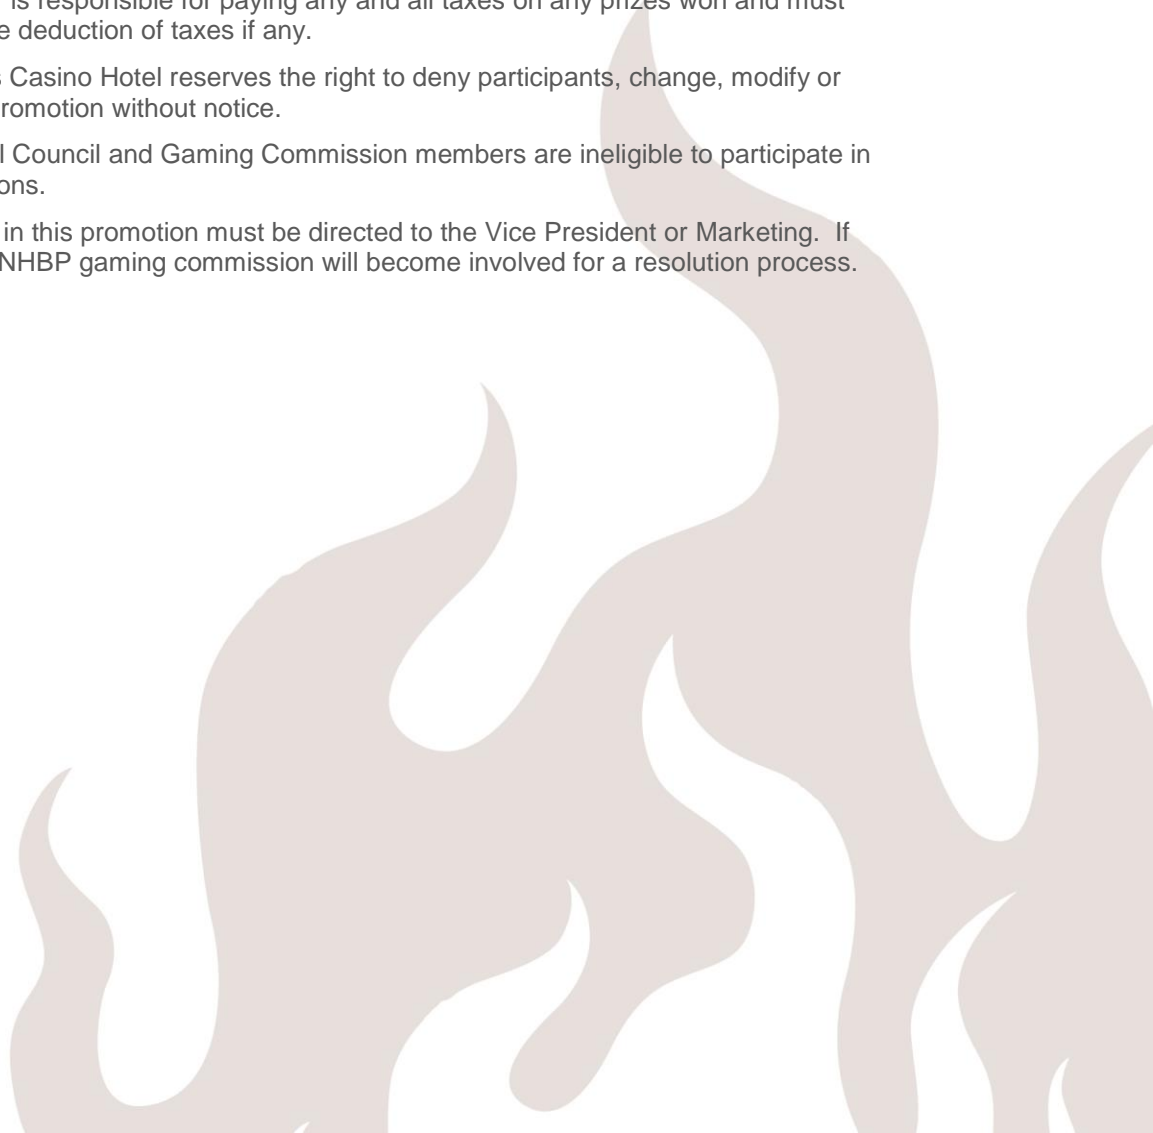 is responsible for paying any and all taxes on any prizes won and must
e deduction of taxes if any.
s Casino Hotel reserves the right to deny participants, change, modify or
romotion without notice.
l Council and Gaming Commission members are ineligible to participate in
ons.
in this promotion must be directed to the Vice President or Marketing. If
NHBP gaming commission will become involved for a resolution process.